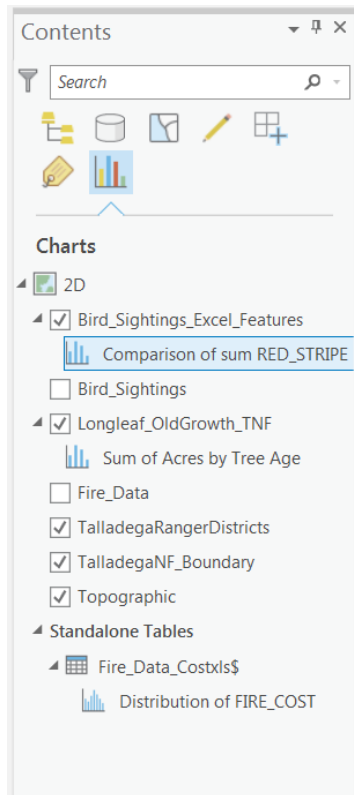 Contents
Search
Charts
2D
Bird_Sightings_Excel_Features
Comparison of sum RED_STRIPE
Bird_Sightings
Longleaf_OldGrowth_TNF
Sum of Acres by Tree Age
Fire_Data
TalladegaRangerDistricts
TalladegaNF_Boundary
Topographic
Standalone Tables
Fire_Data_Costxls$
Distribution of FIRE_COST